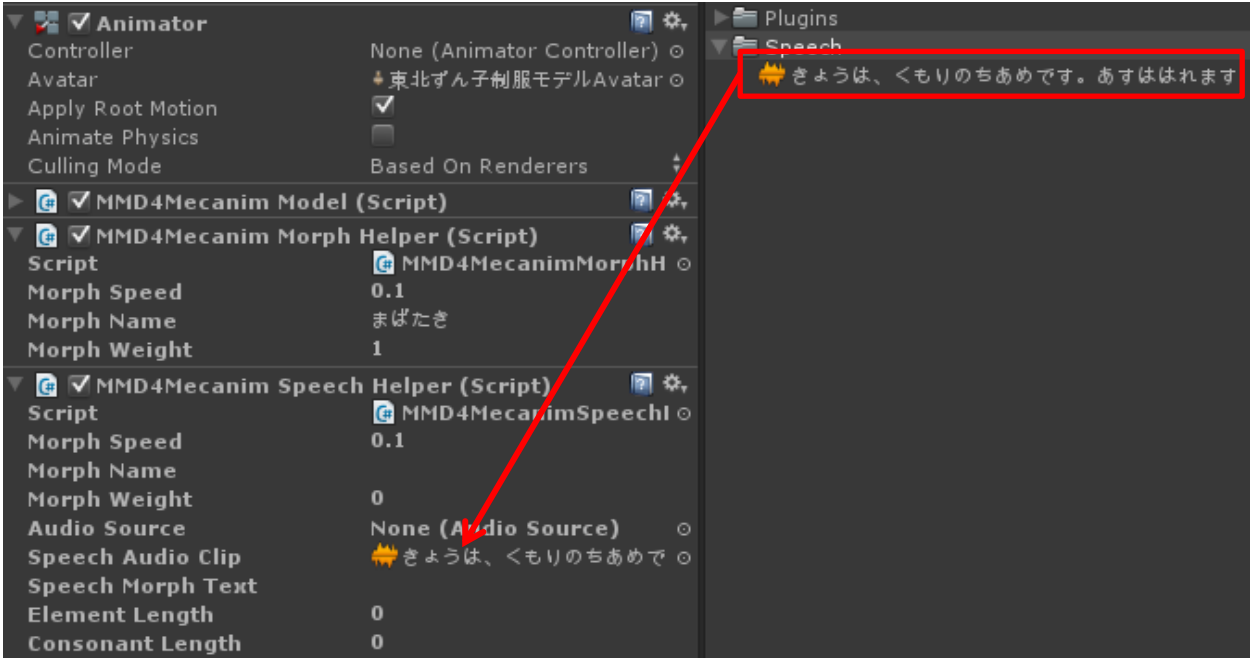 Animator
Controller None (Animator Controller)
Avatar 東北ずん子制服モデルAvatar
Apply Root Motion
Animate Physics
Culling Mode Based On Renderers
MMD4Mecanim Model (Script)
MMD4Mecanim Morph Helper (Script)
Script MMD4MecanimMorphH
Morph Speed 0.1
Morph Name まばたき
Morph Weight 1
MMD4Mecanim Speech Helper (Script)
Script MMD4MecanimSpeechI
Morph Speed 0.1
Morph Name
Morph Weight 0
Audio Source None (Audio Source)
Speech Audio Clip きょうは、くもりのちあめで
Speech Morph Text
Element Length 0
Consonant Length 0
Plugins
Speech
きょうは、くもりのちあめです。あすははれます